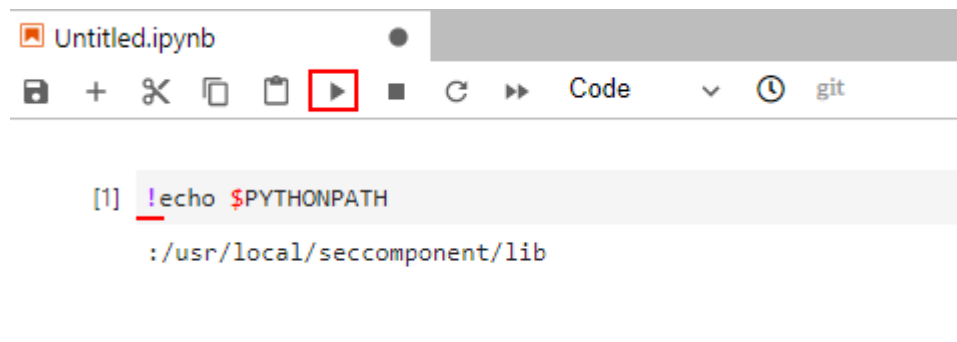 Untitled.ipynb
Code git
[1] !echo $PYTHONPATH
:/usr/local/seccomponent/lib